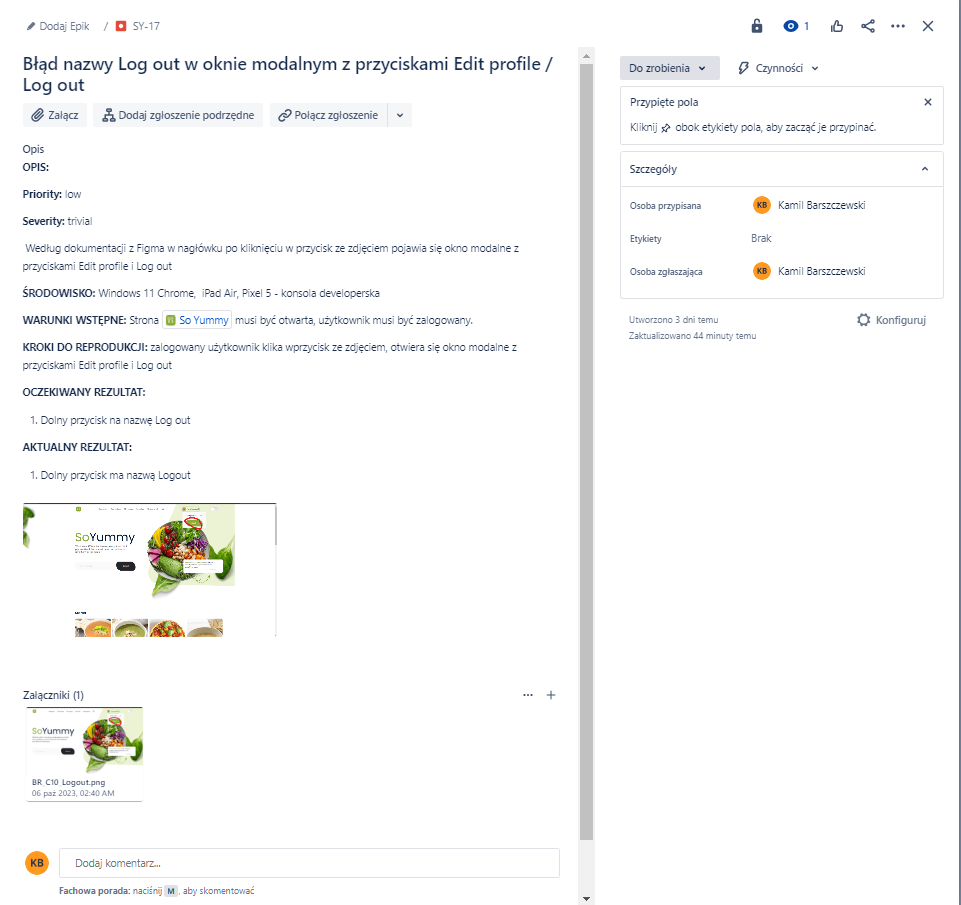 Dodaj Epik / SY-17
1
Błąd nazwy Log out w oknie modalnym z przyciskami Edit profile /
Log out
Załącz Dodaj zgłoszenie podrzędne Połącz zgłoszenie
Opis
OPIS:
Priority: low
Severity: trivial
Według dokumentacji z Figma w nagłówku po kliknięciu w przycisk ze zdjęciem pojawia się okno modalne z
przyciskami Edit profile i Log out
ŚRODOWISKO: Windows 11 Chrome, iPad Air, Pixel 5 - konsola developerska
WARUNKI WSTĘPNE: Strona So Yummy musi być otwarta, użytkownik musi być zalogowany.
KROKI DO REPRODUKCJI: zalogowany użytkownik klika wprzycisk ze zdjęciem, otwiera się okno modalne z
przyciskami Edit profile i Log out
OCZEKIWANY REZULTAT:
1. Dolny przycisk na nazwę Log out
AKTUALNY REZULTAT:
1. Dolny przycisk ma nazwą Logout
SoYummy
Załączniki (1)
SoYummy
BR_C10_Logout.png
06 paź 2023, 02:40 AM
KB Dodaj komentarz...
Fachowa porada: naciśnij M, aby skomentować
Do zrobienia Czynności
Przypięte pola
Kliknij obok etykiety pola, aby zacząć je przypinać.
Szczegóły
Osoba przypisana KB Kamil Barszczewski
Etykiety Brak
Osoba zgłaszająca KB Kamil Barszczewski
Utworzono 3 dni temu Konfiguruj
Zaktualizowano 44 minuty temu